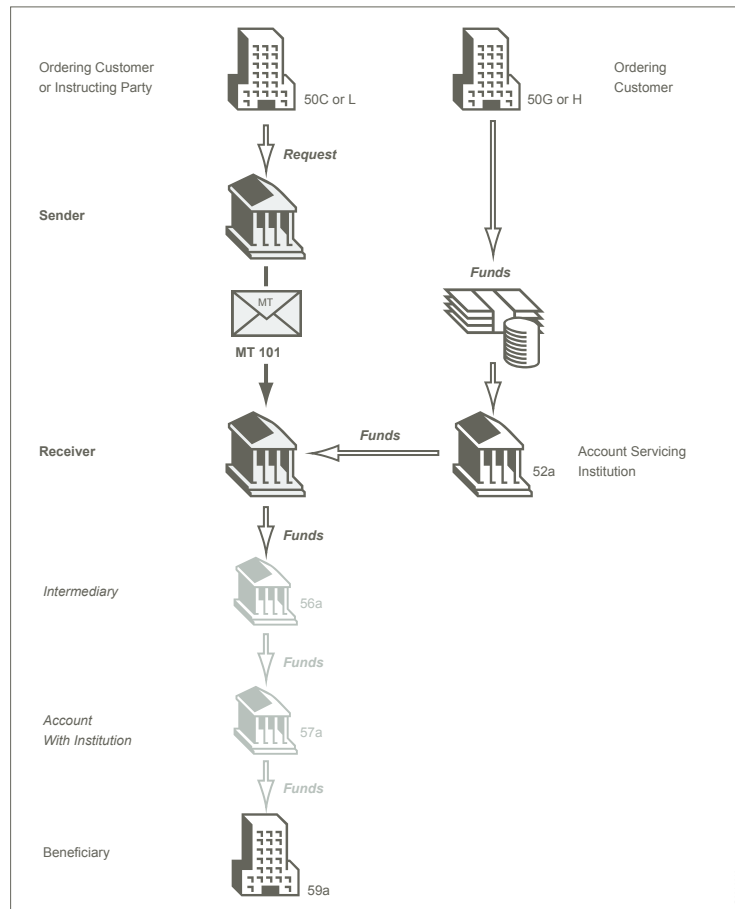 Ordering Customer
or Instructing Party
50C or L
50G or H
Ordering
Customer
Request
Sender
Funds
MT
MT 101
Receiver
Funds
52a
Account Servicing
Institution
Funds
Intermediary
56a
Funds
Account
With Institution
57a
Funds
Beneficiary
59a